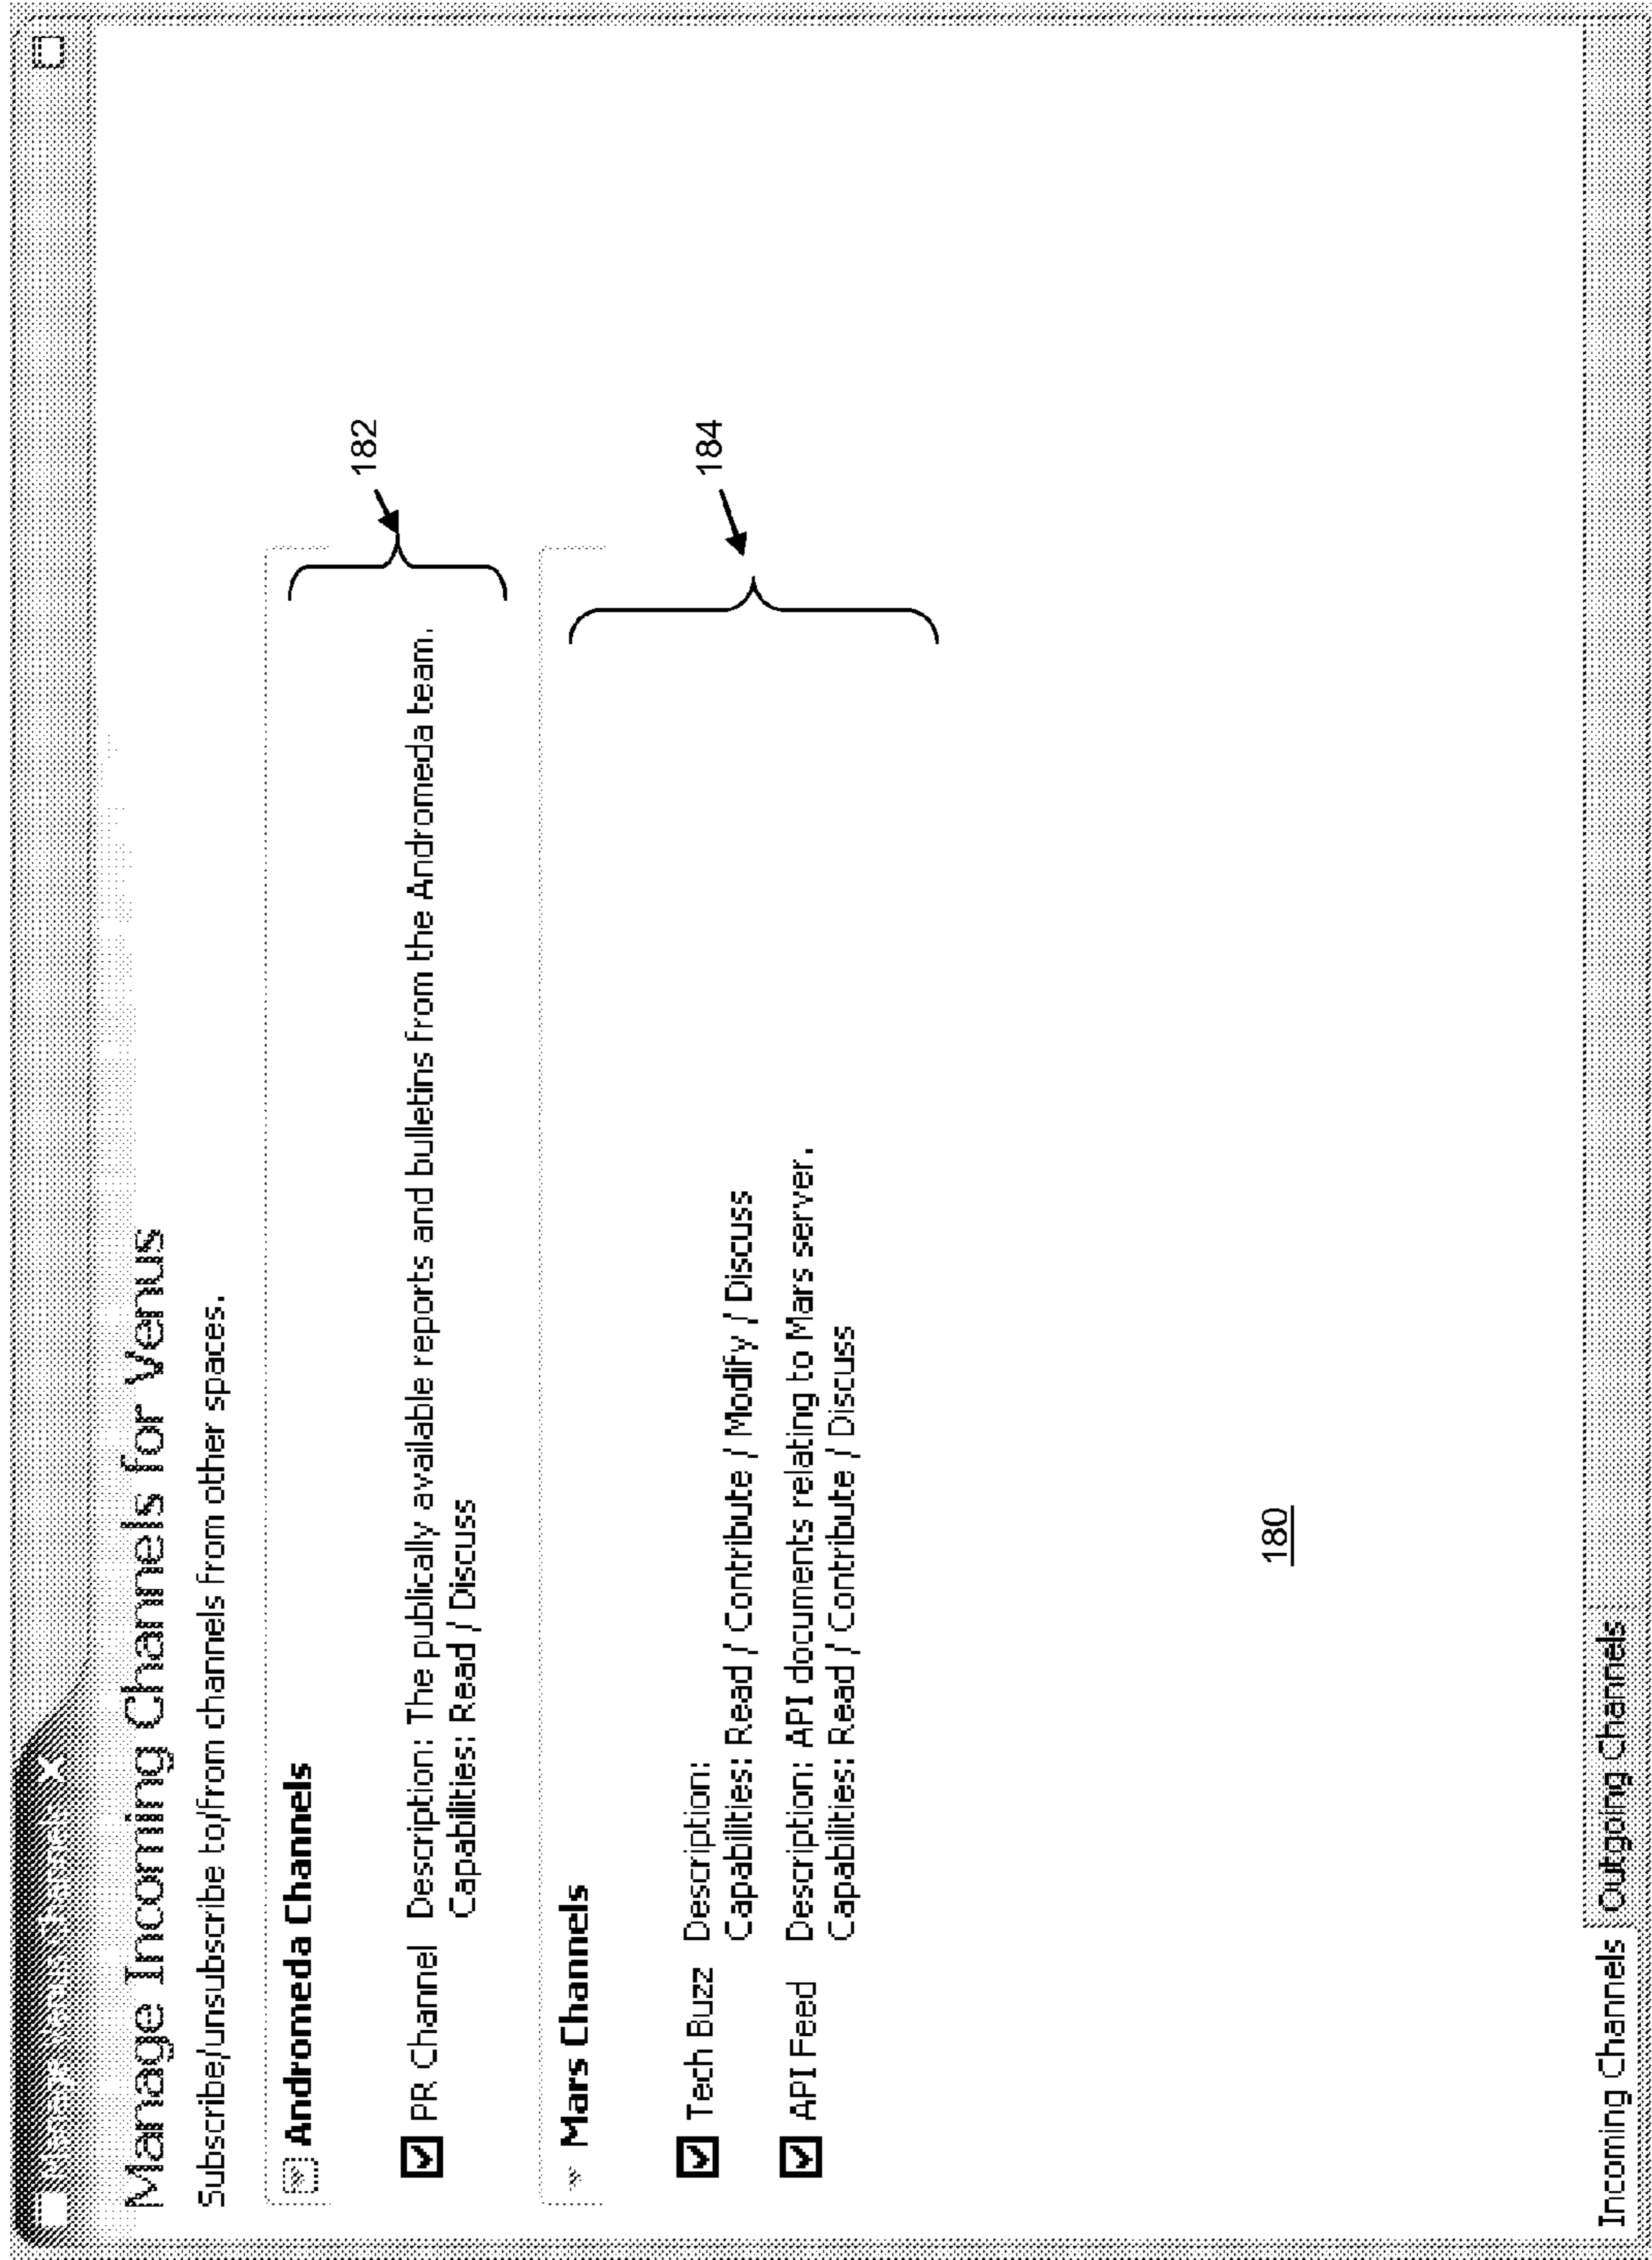 Manage Incoming Channels for Venus
Subscribe/unsubscribe to/from channels from other spaces.
Andromeda Channels
182
PR Channel Description: The publically available reports and bulletins from the Andromeda team.
Capabilities: Read / Discuss
Mars Channels
184
Tech Buzz Description:
Capabilities: Read / Contribute / Modify / Discuss
API Feed Description: API documents relating to Mars server.
Capabilities: Read / Contribute / Discuss
180
Incoming Channels Outgoing Channels